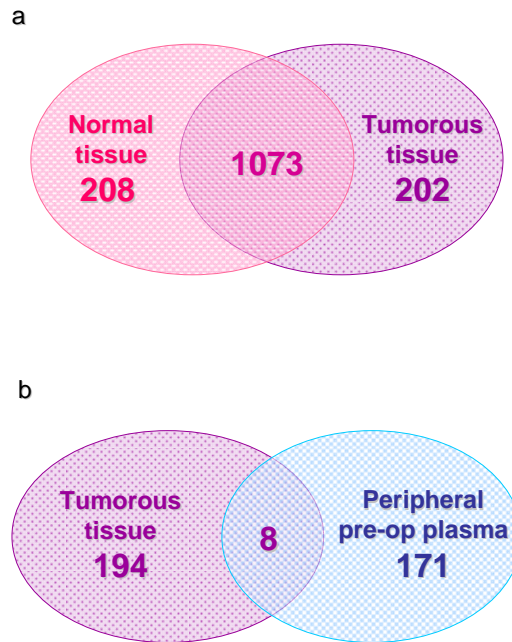 a
Normal
tissue
208
1073
Tumorous
tissue
202
b
Tumorous
tissue
194
8
Peripheral
pre-op plasma
171